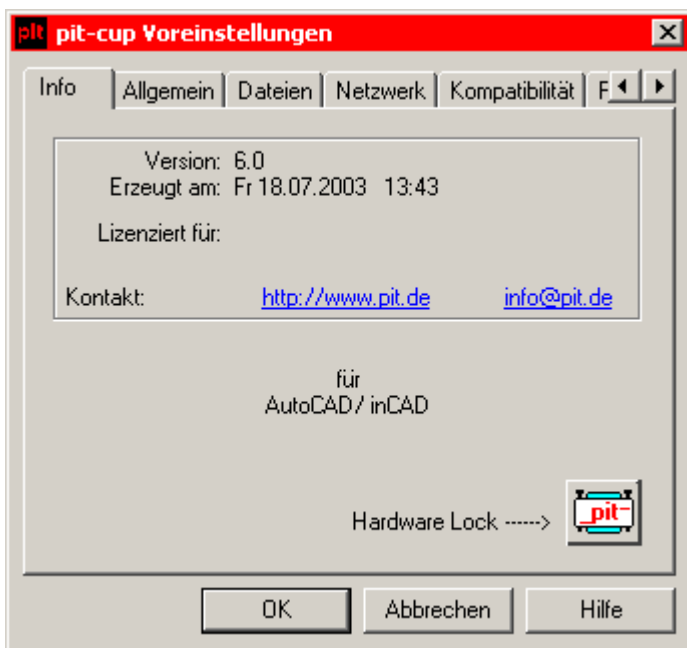 pit pit-cup Voreinstellungen
Info Allgemein Dateien Netzwerk Kompatibilität F
Version: 6.0
Erzeugt am: Fr 18.07.2003 13:43
Lizenziert für:
Kontakt: http://www.pit.de info@pit.de
für
AutoCAD / inCAD
Hardware Lock ------> _pit-
OK Abbrechen Hilfe